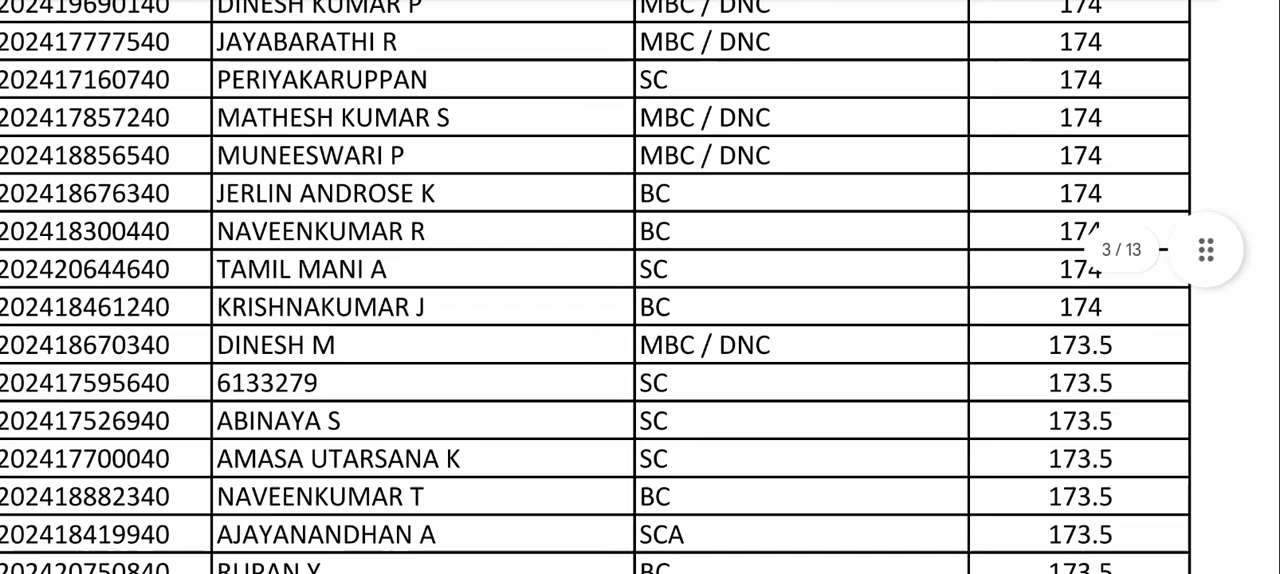 202419690140 DINESH KUMAR P MBC / DNC 174
202417777540 JAYABARATHI R MBC / DNC 174
202417160740 PERIYAKARUPPAN SC 174
202417857240 MATHESH KUMAR S MBC / DNC 174
202418856540 MUNEESWARI P MBC / DNC 174
202418676340 JERLIN ANDROSE K BC 174
202418300440 NAVEENKUMAR R BC 174
3 / 13
202420644640 TAMIL MANI A SC 174
202418461240 KRISHNAKUMAR J BC 174
202418670340 DINESH M MBC / DNC 173.5
202417595640 6133279 SC 173.5
202417526940 ABINAYA S SC 173.5
202417700040 AMASA UTARSANA K SC 173.5
202418882340 NAVEENKUMAR T BC 173.5
202418419940 AJAYANANDHAN A SCA 173.5
202420750840 RUPAN Y BC 173.5